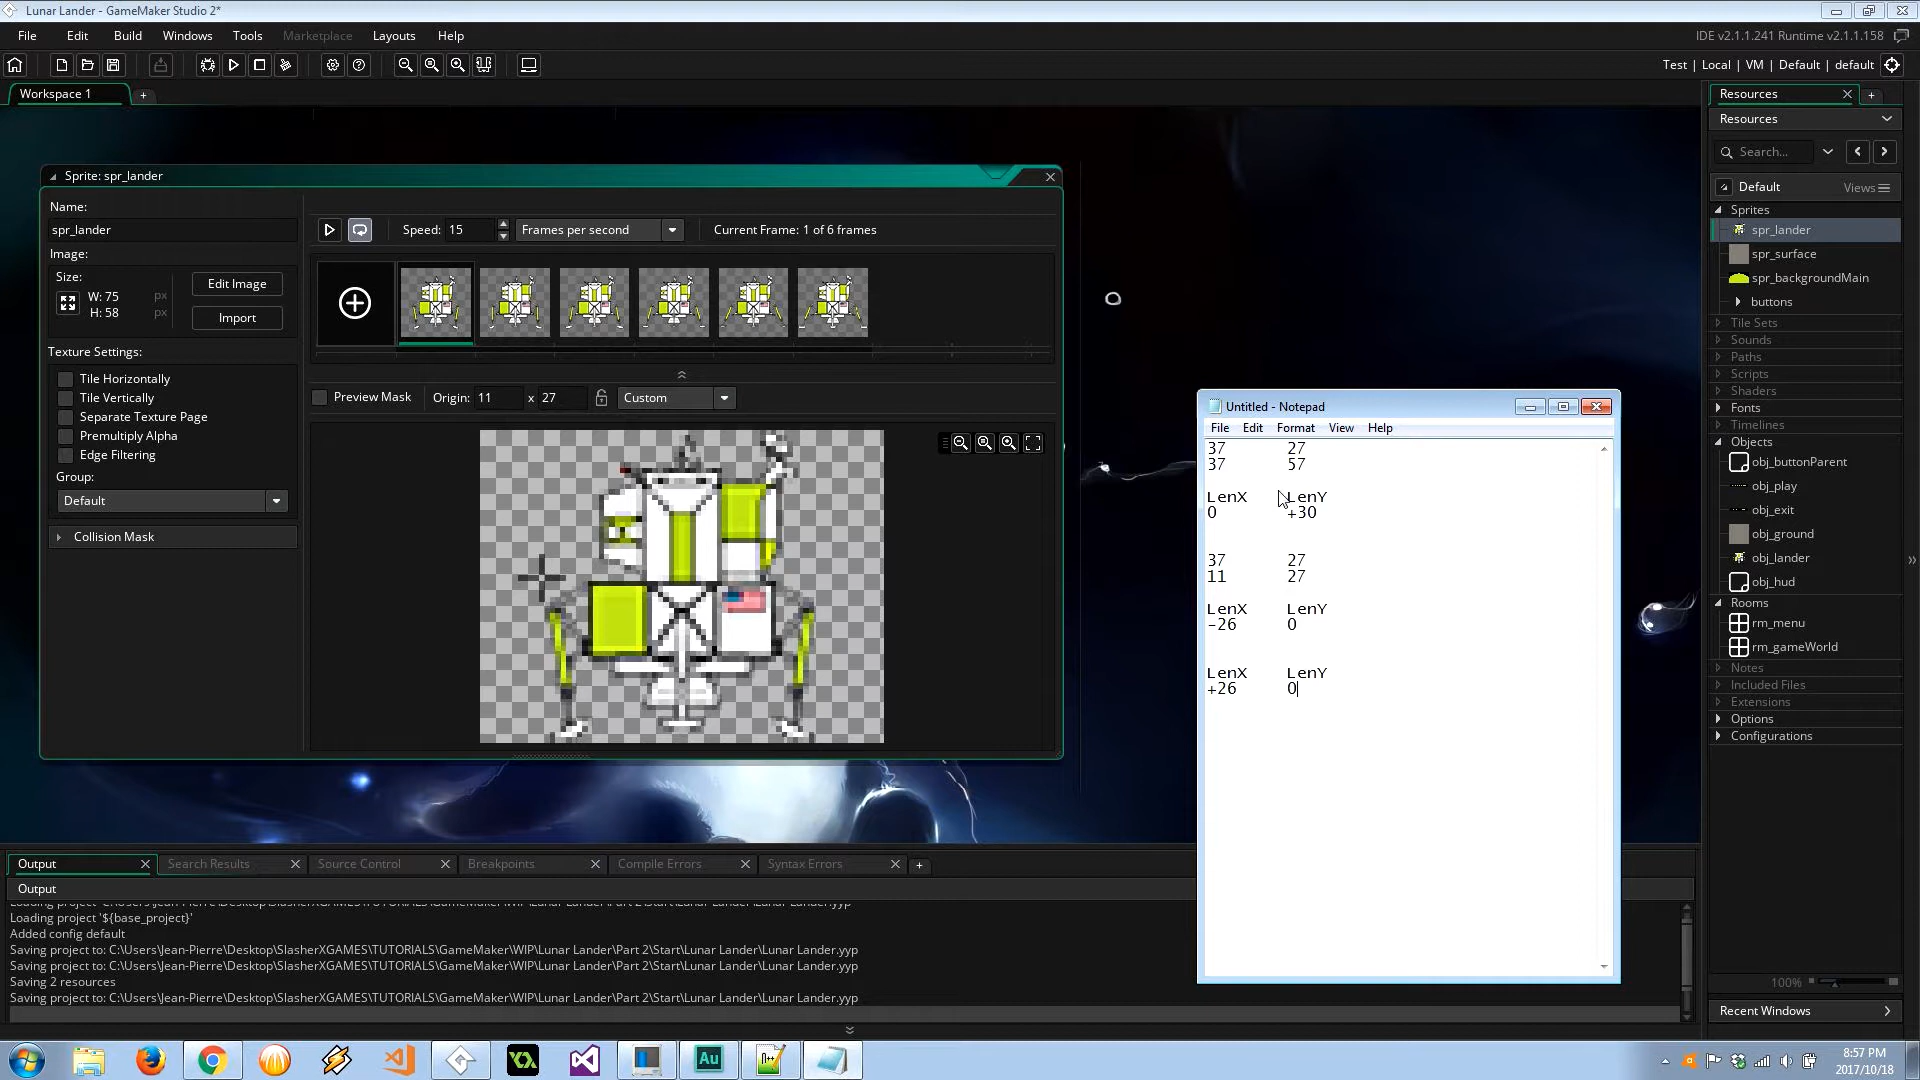 Lunar Lander - GameMaker Studio 2*
File Edit Build Windows Tools Marketplace Layouts Help
IDE v2.1.1.241 Runtime v2.1.1.158
Test | Local | VM | Default | default
Workspace 1
Sprite: spr_lander
Name:
spr_lander
Image:
Size:
W: 75 px
H: 58 px
Edit Image
Import
Texture Settings:
Tile Horizontally
Tile Vertically
Separate Texture Page
Premultiply Alpha
Edge Filtering
Group:
Default
Collision Mask
Speed: 15 Frames per second Current Frame: 1 of 6 frames
Preview Mask Origin: 11 x 27 Custom
Untitled - Notepad
File Edit Format View Help
37 27
37 57
LenX LenY
0 +30
37 27
11 27
LenX LenY
-26 0
LenX LenY
+26 0
Resources
Resources
Search...
Default Views
Sprites
spr_lander
spr_surface
spr_backgroundMain
buttons
Tile Sets
Sounds
Paths
Scripts
Shaders
Fonts
Timelines
Objects
obj_buttonParent
obj_play
obj_exit
obj_ground
obj_lander
obj_hud
Rooms
rm_menu
rm_gameWorld
Notes
Included Files
Extensions
Options
Configurations
100%
Recent Windows
Output Search Results Source Control Breakpoints Compile Errors Syntax Errors
Output
Loading project '${base_project}'
Added config default
Saving project to: C:\Users\Jean-Pierre\Desktop\SlasherXGAMES\TUTORIALS\GameMaker\WIP\Lunar Lander\Part 2\Start\Lunar Lander\Lunar Lander.yyp
Saving project to: C:\Users\Jean-Pierre\Desktop\SlasherXGAMES\TUTORIALS\GameMaker\WIP\Lunar Lander\Part 2\Start\Lunar Lander\Lunar Lander.yyp
Saving 2 resources
Saving project to: C:\Users\Jean-Pierre\Desktop\SlasherXGAMES\TUTORIALS\GameMaker\WIP\Lunar Lander\Part 2\Start\Lunar Lander\Lunar Lander.yyp
Au
8:57 PM
2017/10/18